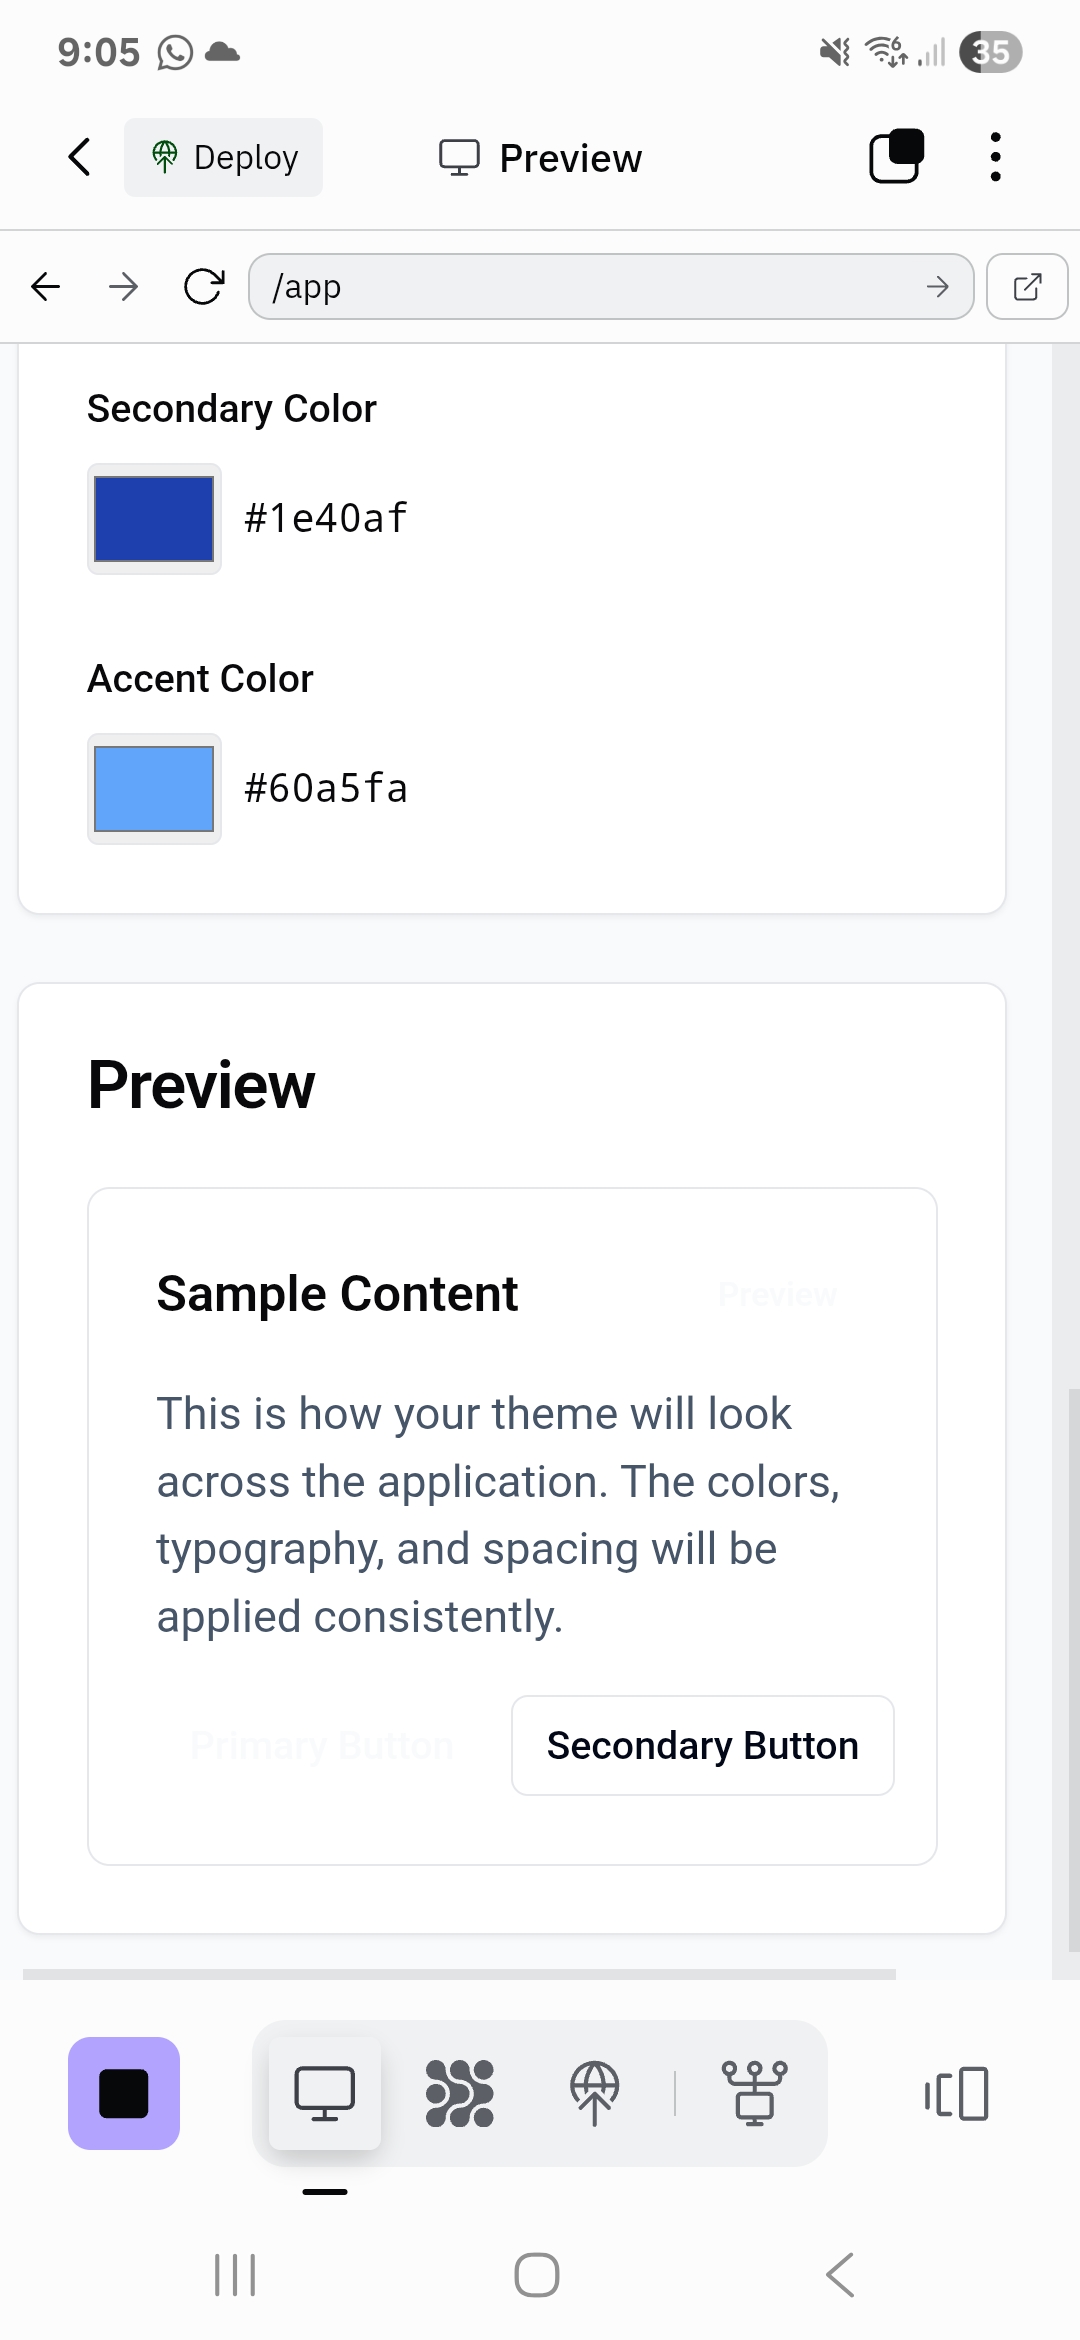 9:05
35
Deploy
Preview
/app
Secondary Color
#1e40af
Accent Color
#60a5fa
Preview
Sample Content
Preview
This is how your theme will look
across the application. The colors,
typography, and spacing will be
applied consistently.
Primary Button
Secondary Button